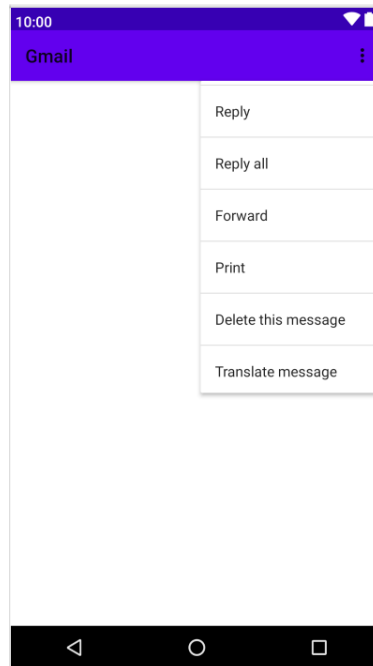 10:00
Gmail
Reply
Reply all
Forward
Print
Delete this message
Translate message